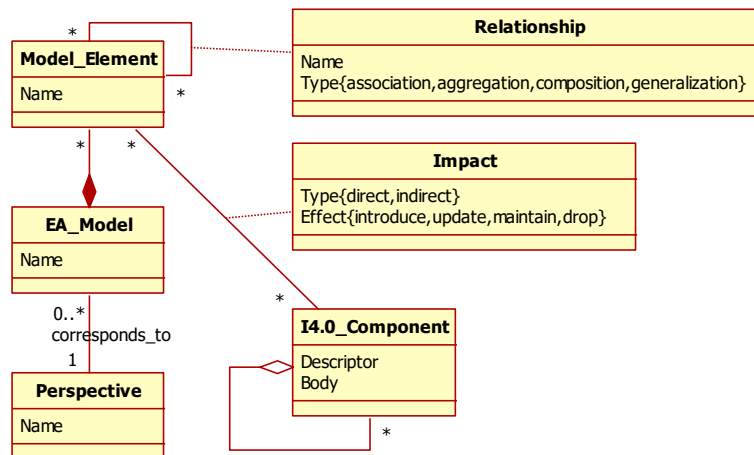 *
Model_Element
Name
*
Relationship
Name
Type{association,aggregation,composition,generalization}
*
*
Impact
Type{direct,indirect}
Effect{introduce,update,maintain,drop}
EA_Model
Name
0..*
corresponds_to
1
*
I4.0_Component
Descriptor
Body
*
Perspective
Name